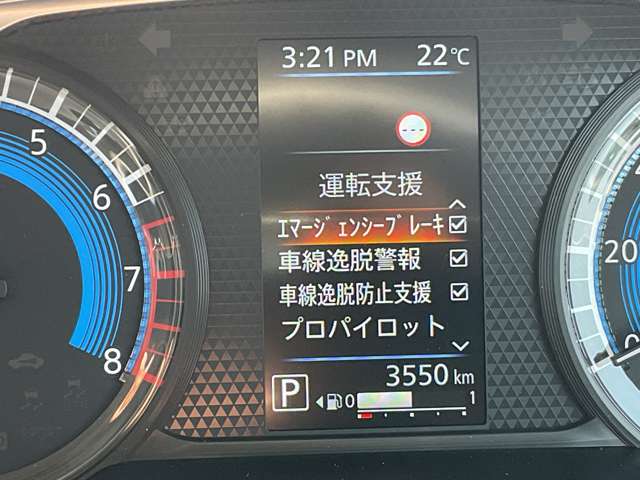 3:21 PM 22℃
---
運転支援
ｴﾏｰｼﾞｪﾝｼｰﾌﾞﾚｰｷ
車線逸脱警報
車線逸脱防止支援
プロパイロット
3550 km
P 0 1
5
6
7
8
20
0